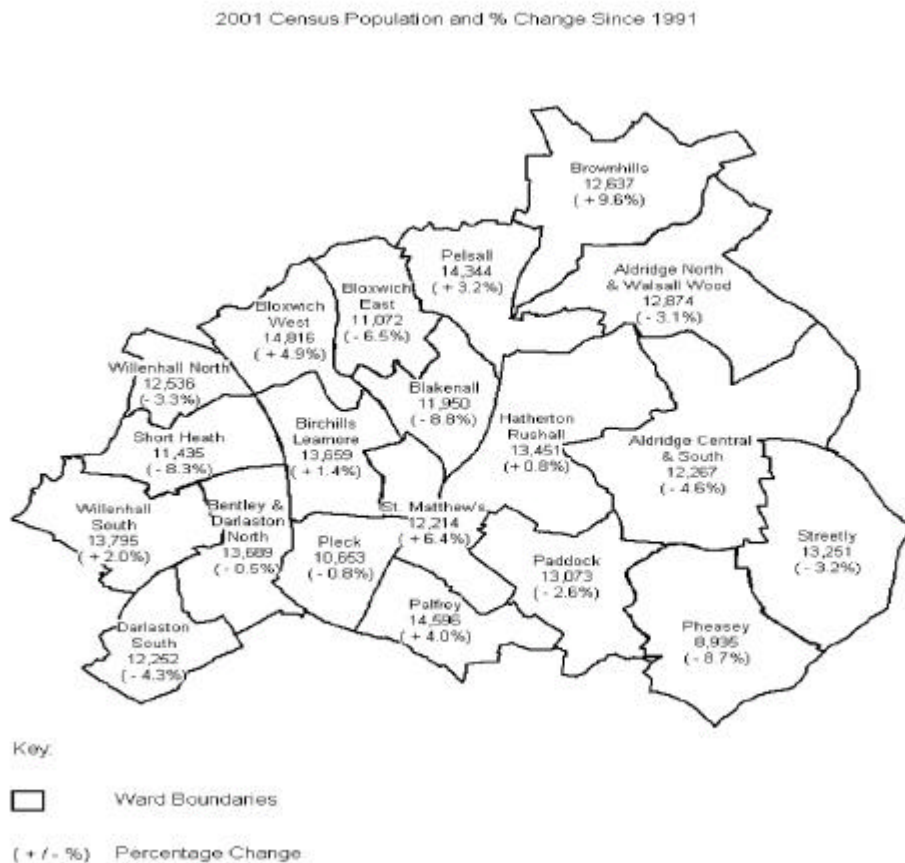 2001 Census Population and % Change Since 1991
Brownhills
12,637
(+9.6%)
Pelsall
14,344
(+3.2%)
Aldridge North
& Walsall Wood
12,874
(- 3.1%)
Bloxwich
East
11,072
(- 6.5%)
Bloxwich
West
14,816
(+4.9%)
Willenhall North
12,536
(- 3.3%)
Blakenall
11,950
(- 8.8%)
Short Heath
11,435
(- 8.3%)
Birchills
Leamore
13,659
(+1.4%)
Hatherton
Rushall
13,451
(+0.8%)
Aldridge Central
& South
12,267
(- 4.6%)
Willenhall
South
13,795
(+2.0%)
Bentley &
Darlaston
North
13,689
(- 0.5%)
St. Matthew's
12,214
(+6.4%)
Pleck
10,653
(- 0.8%)
Paddock
13,073
(- 2.6%)
Streetly
13,251
(- 3.2%)
Palfrey
14,596
(+4.0%)
Pheasey
8,935
(- 8.7%)
Darlaston
South
12,252
(- 4.3%)
Key:
Ward Boundaries
(+ / - %) Percentage Change